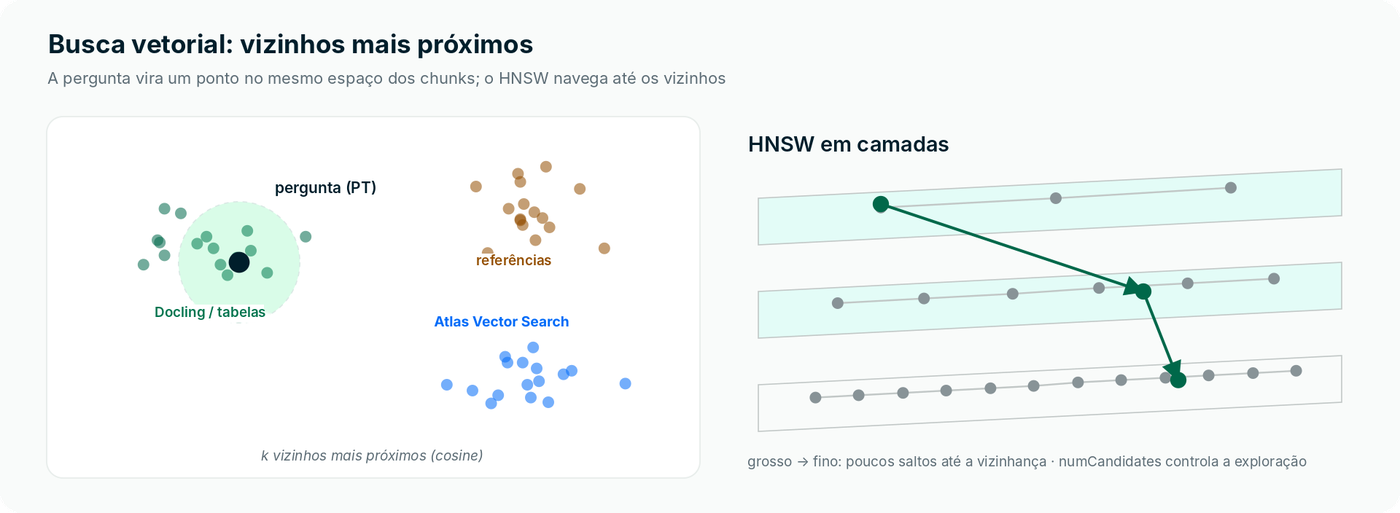 Busca vetorial: vizinhos mais próximos
A pergunta vira um ponto no mesmo espaço dos chunks; o HNSW navega até os vizinhos
pergunta (PT)
referências
Docling / tabelas
Atlas Vector Search
k vizinhos mais próximos (cosine)
HNSW em camadas
grosso → fino: poucos saltos até a vizinhança · numCandidates controla a exploração